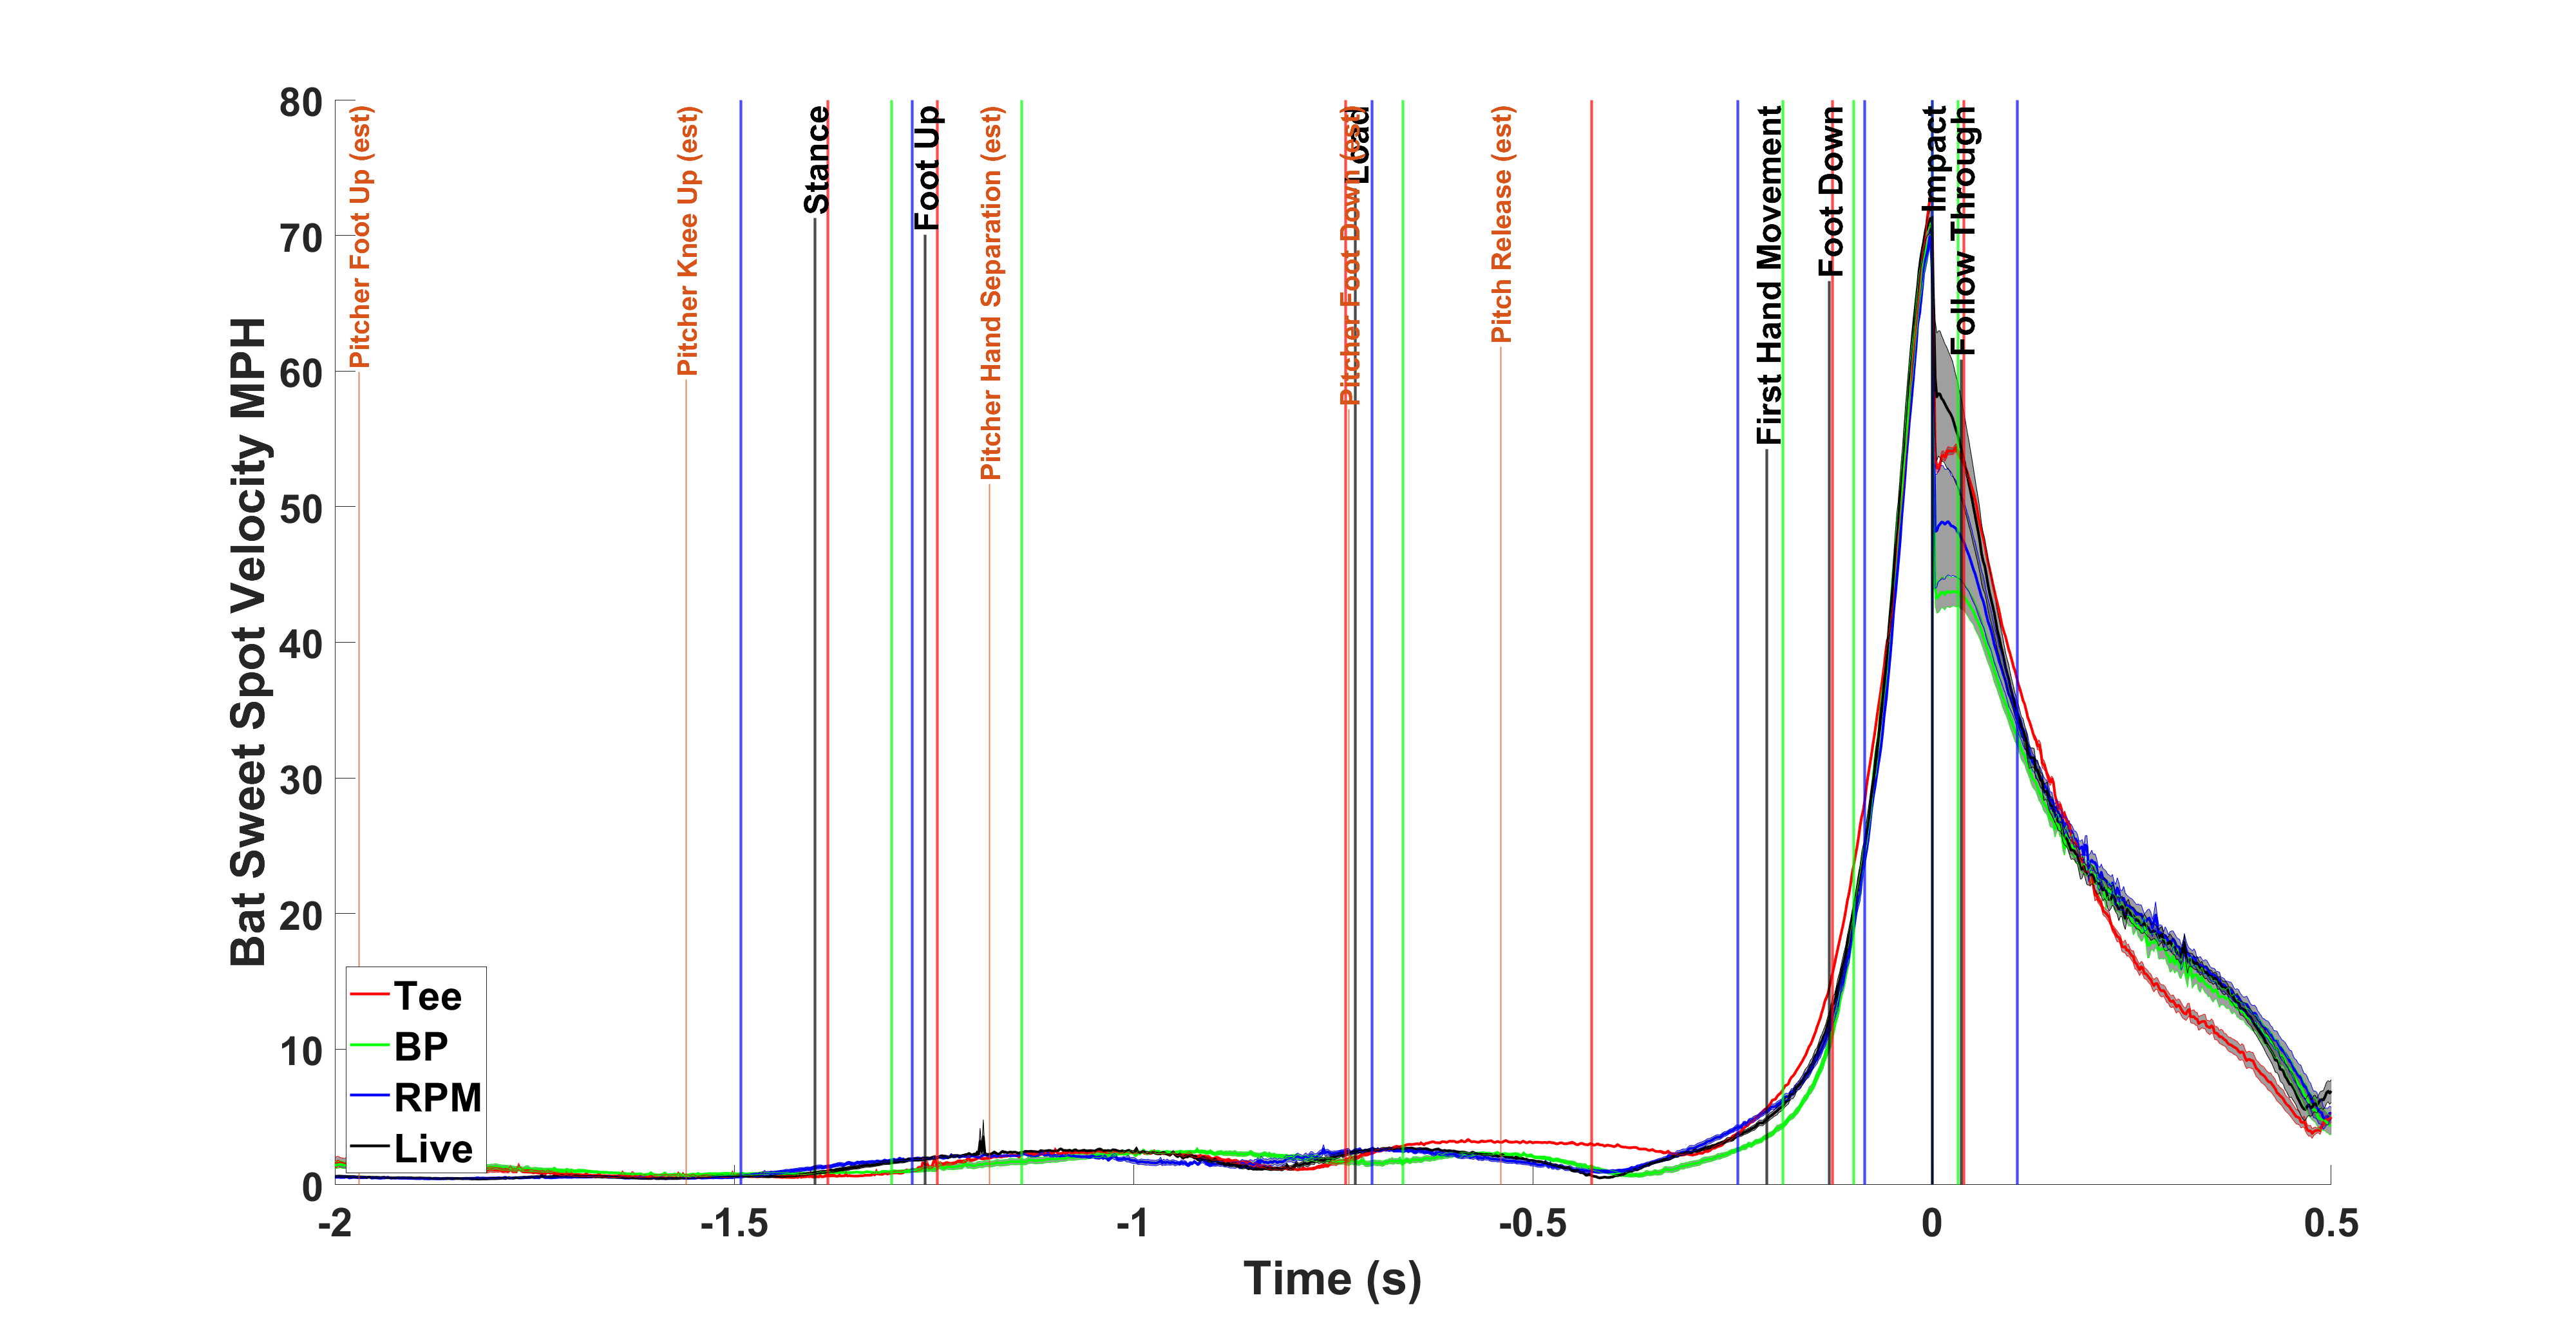 Bat Sweet Spot Velocity MPH
80
70
60
50
40
30
20
10
0
Pitcher Foot Up (est)
Pitcher Knee Up (est)
Stance
Foot Up
Pitcher Hand Separation (est)
Pitcher Foot Down (est)
Load
Pitch Release (est)
First Hand Movement
Foot Down
Impact
Follow Through
Tee
BP
RPM
Live
-2
-1.5
-1
-0.5
0
0.5
Time (s)